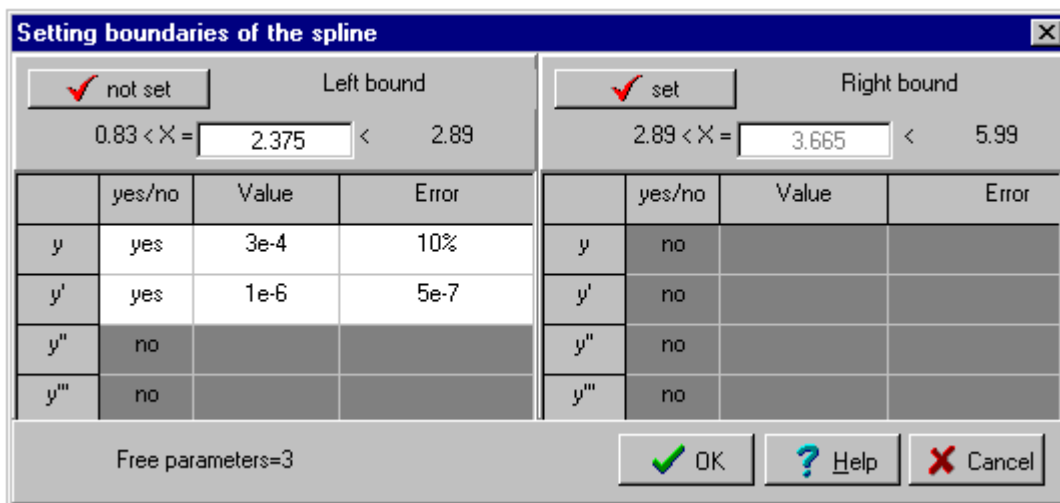 Setting boundaries of the spline
not set Left bound
0.83 < X = 2.375 < 2.89
yes/no Value Error
y yes 3e-4 10%
y' yes 1e-6 5e-7
y'' no
y''' no
set Right bound
2.89 < X = 3.665 < 5.99
yes/no Value Error
y no
y' no
y'' no
y''' no
Free parameters=3
OK Help Cancel